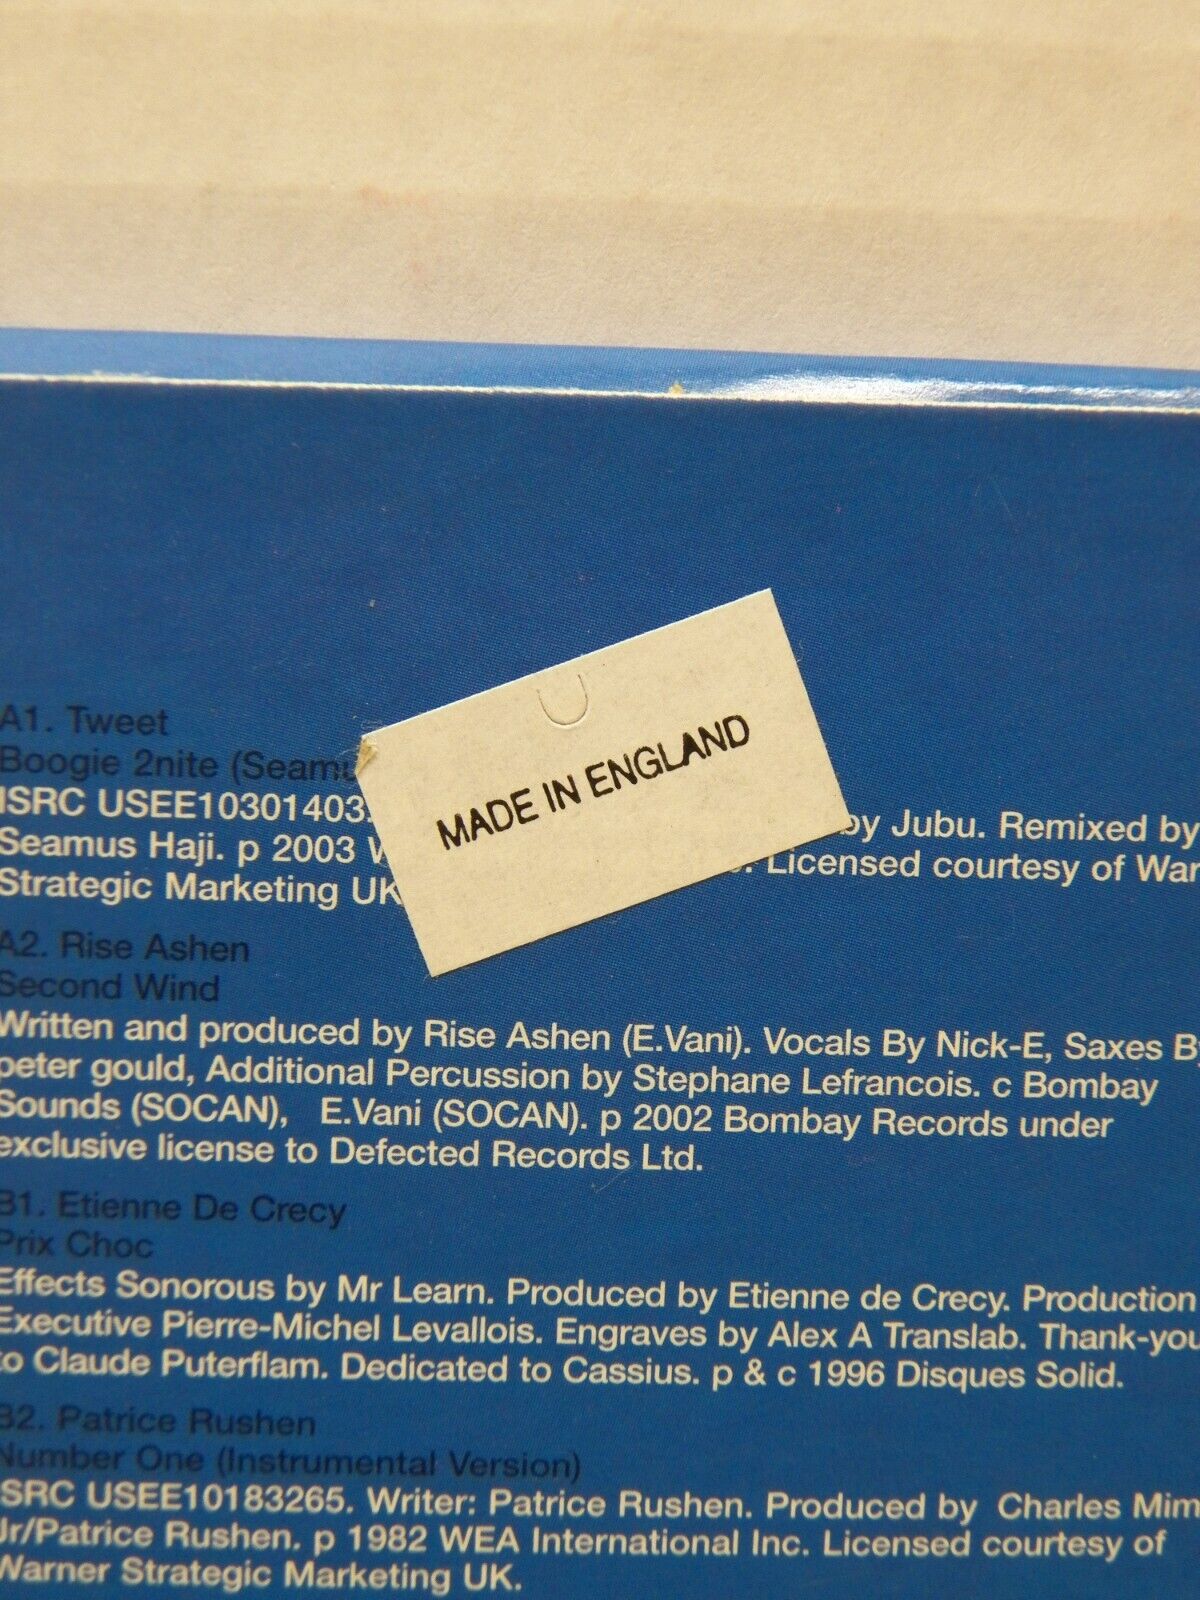 A1. Tweet
Boogie 2nite (Seamu
ISRC USEE10301403.
MADE IN ENGLAND
by Jubu. Remixed by
Seamus Haji. p 2003 W
. Licensed courtesy of War
Strategic Marketing UK
A2. Rise Ashen
Second Wind
Written and produced by Rise Ashen (E.Vani). Vocals By Nick-E, Saxes By
peter gould, Additional Percussion by Stephane Lefrancois. c Bombay
Sounds (SOCAN), E.Vani (SOCAN). p 2002 Bombay Records under
exclusive license to Defected Records Ltd.
B1. Etienne De Crecy
Prix Choc
Effects Sonorous by Mr Learn. Produced by Etienne de Crecy. Production
Executive Pierre-Michel Levallois. Engraves by Alex A Translab. Thank-you
to Claude Puterflam. Dedicated to Cassius. p & c 1996 Disques Solid.
B2. Patrice Rushen
Number One (Instrumental Version)
ISRC USEE10183265. Writer: Patrice Rushen. Produced by Charles Mim
Jr/Patrice Rushen. p 1982 WEA International Inc. Licensed courtesy of
Warner Strategic Marketing UK.